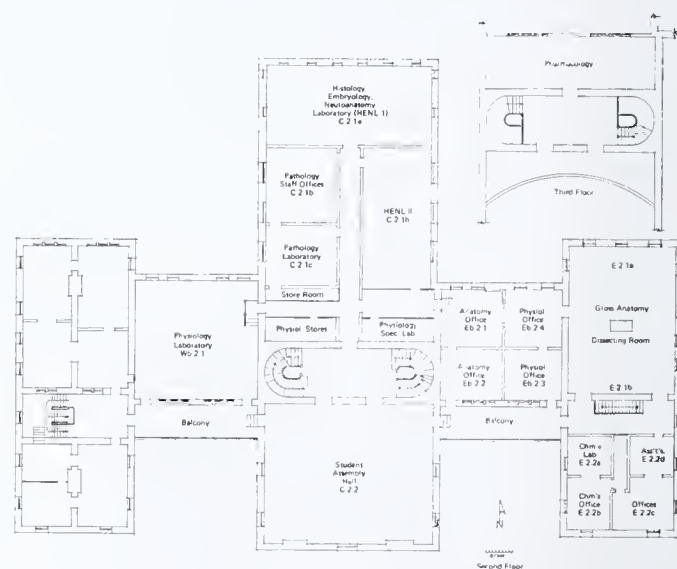 Histology
Embryology,
Neuroanatomy
Laboratory (HENL 1)
C 2 1a
Pathology
Staff Offices
C 2 1b
HENL II
C 2 1h
Pathology
Laboratory
C 2 1c
Store Room
Physiol Stores
Physiology
Spec Lab
Physiology
Laboratory
Wb 2 1
Balcony
Student
Assembly
Hall
C 2.2
Pharmacology
Third Floor
Anatomy
Office
Eb 2 1
Physiol
Office
Eb 2 4
Anatomy
Office
Eb 2 2
Physiol
Office
Eb 2 3
Balcony
E 2 1a
Gross Anatomy
Dissecting Room
E 2 1b
Chm's
Lab
E 2.2a
Ass't's.
E 2.2d
Chm's
Office
E 2 2b
Offices
E 2.2c
N
Second Floor